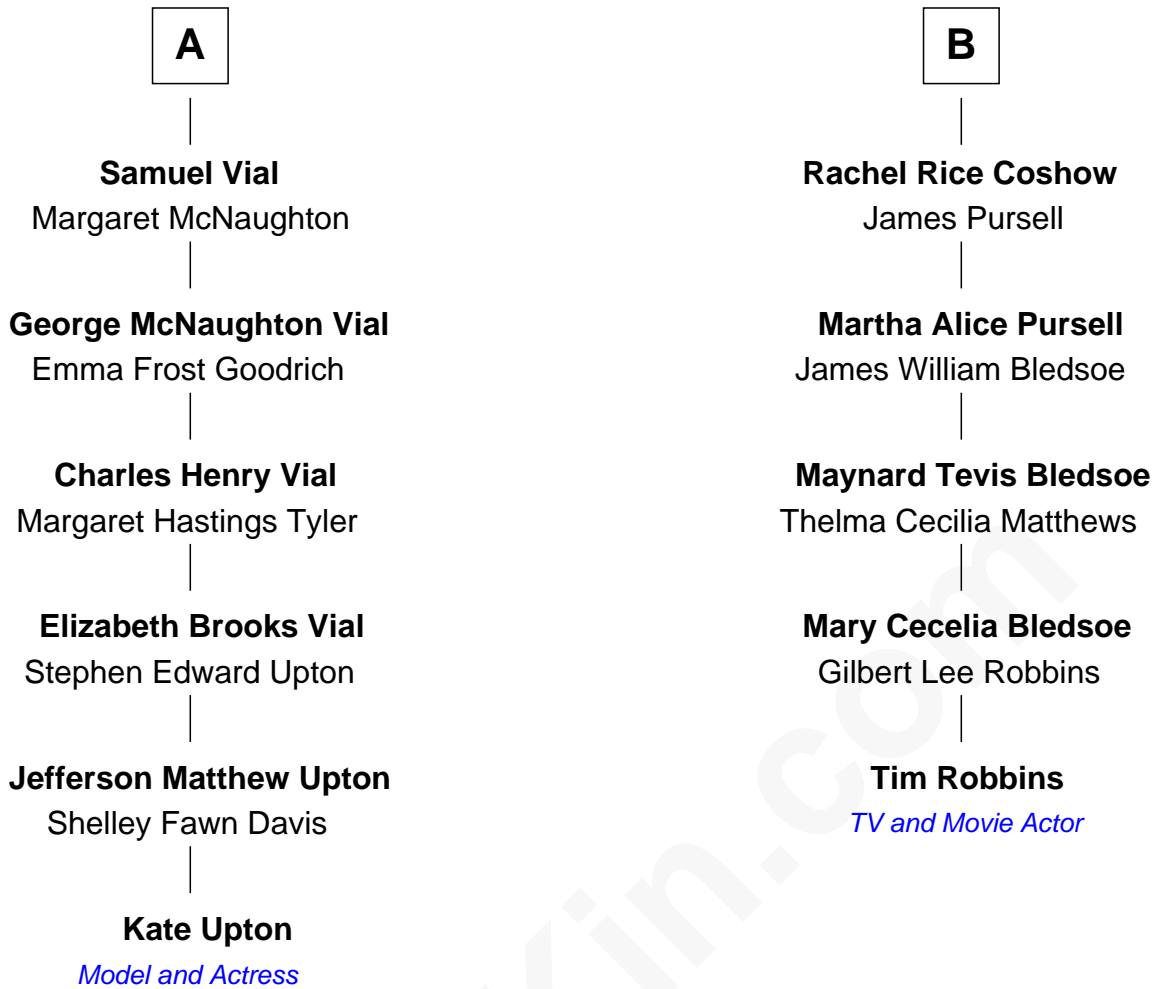 A
Samuel Vial
Margaret McNaughton
George McNaughton Vial
Emma Frost Goodrich
Charles Henry Vial
Margaret Hastings Tyler
Elizabeth Brooks Vial
Stephen Edward Upton
Jefferson Matthew Upton
Shelley Fawn Davis
Kate Upton
Model and Actress
B
Rachel Rice Coshow
James Pursell
Martha Alice Pursell
James William Bledsoe
Maynard Tevis Bledsoe
Thelma Cecilia Matthews
Mary Cecelia Bledsoe
Gilbert Lee Robbins
Tim Robbins
TV and Movie Actor
Kin.com